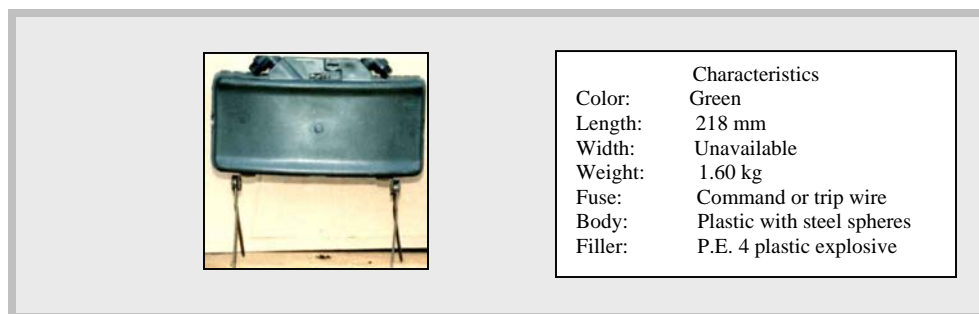 Characteristics
Color: Green
Length: 218 mm
Width: Unavailable
Weight: 1.60 kg
Fuse: Command or trip wire
Body: Plastic with steel spheres
Filler: P.E. 4 plastic explosive